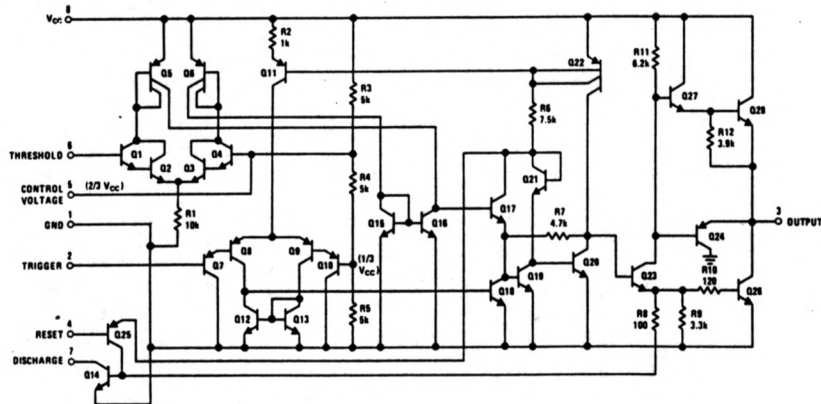 8
V_CC
R2
1k
Q5
Q6
Q11
R3
5k
Q22
R11
6.2k
Q27
Q28
R6
7.5k
R12
3.9k
6
THRESHOLD
Q1
Q2
Q3
Q4
5
CONTROL
VOLTAGE
(2/3 V_CC)
R4
5k
Q21
1
GND
R1
10k
Q15
Q16
Q17
R7
4.7k
3
OUTPUT
Q24
2
TRIGGER
Q7
Q8
Q9
Q10
(1/3
V_CC)
Q18
Q19
Q20
Q23
R10
120
Q26
4
RESET
Q25
Q12
Q13
R5
5k
R8
100
R9
3.3k
7
DISCHARGE
Q14